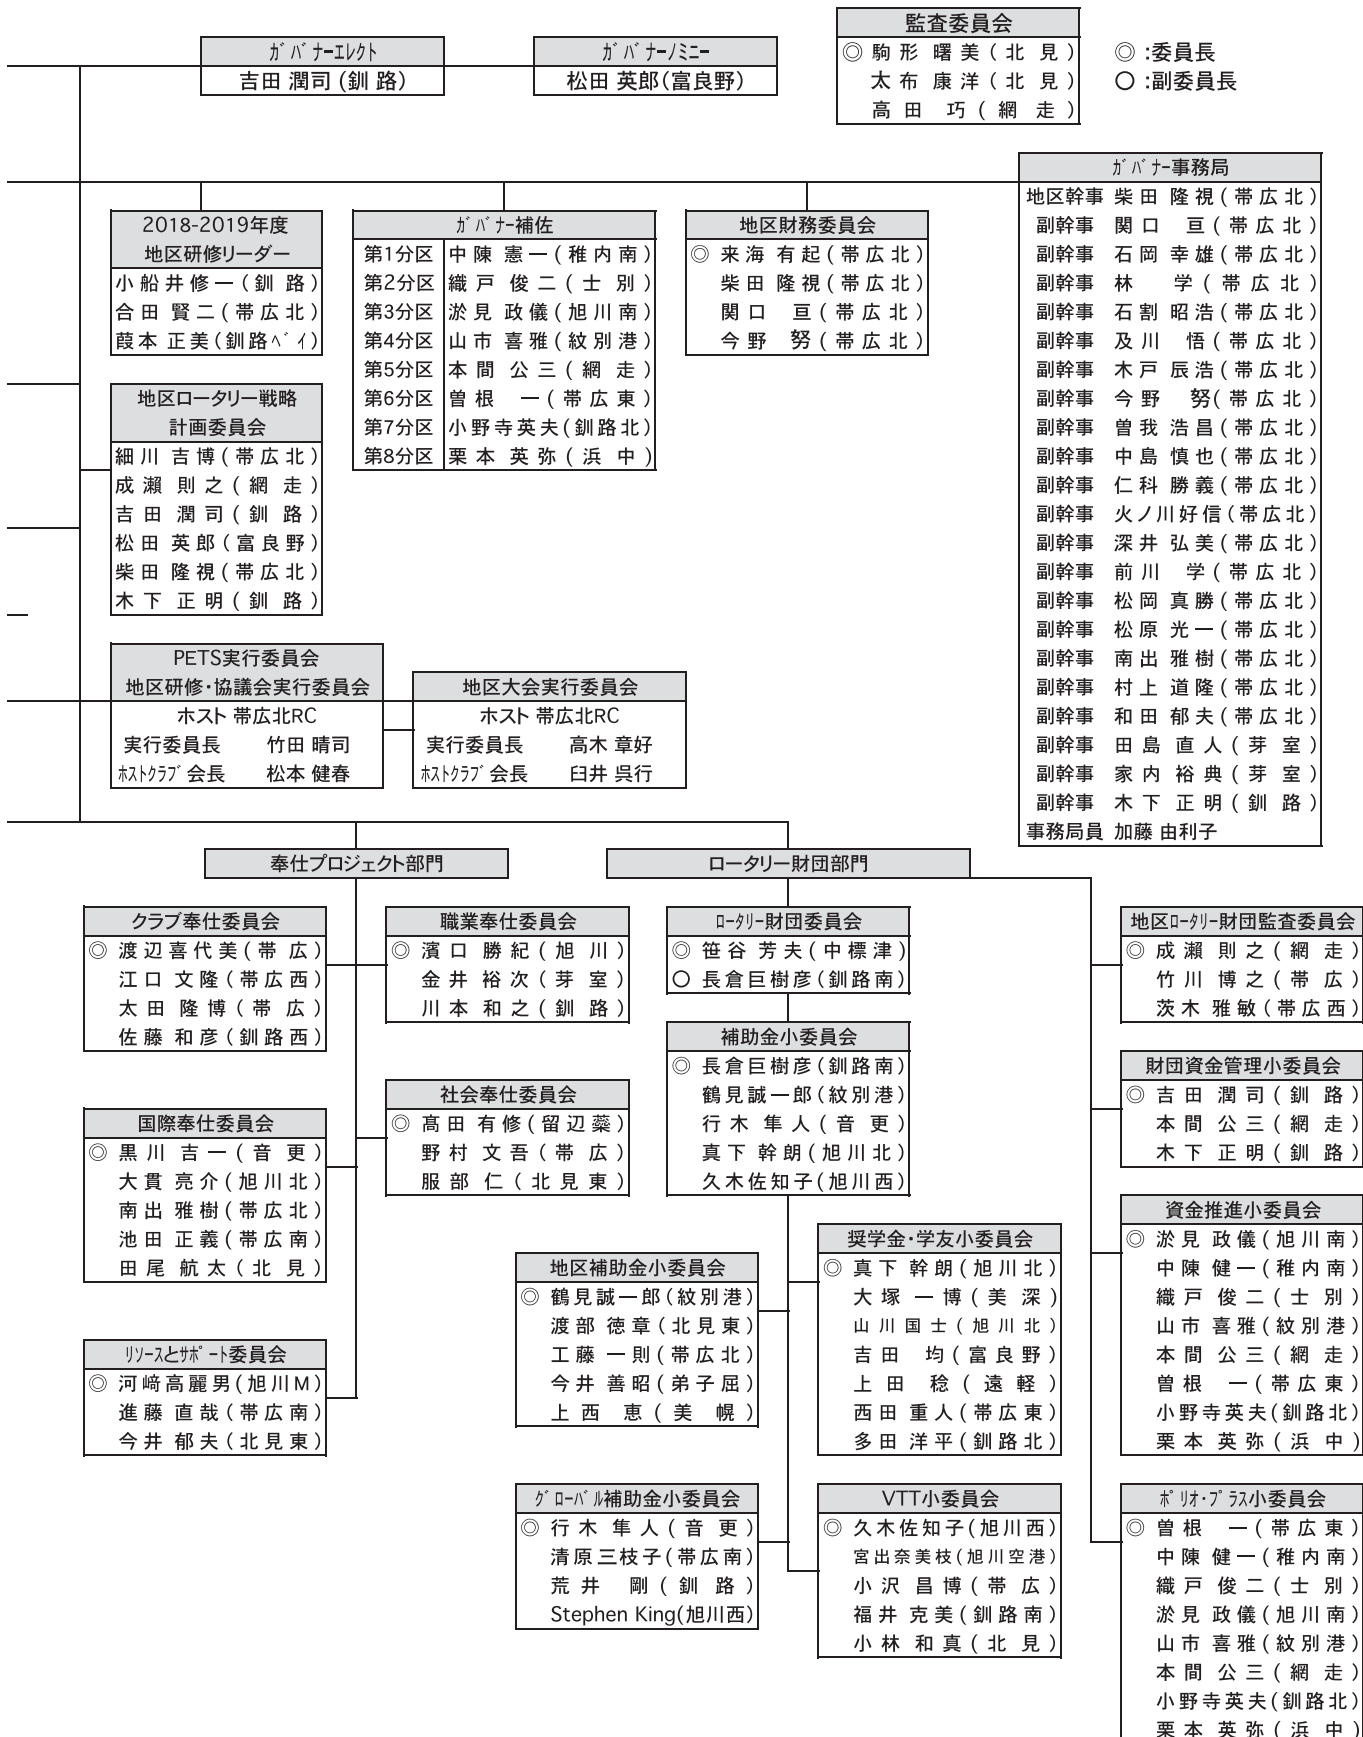 ガバナーエレクト
吉田 潤司 (釧 路)
ガバナーノミニー
松田 英郎(富良野)
監査委員会
◎ 駒 形 曙 美 ( 北 見 )
太 布 康 洋 ( 北 見 )
高 田 巧 ( 網 走 )
◎ :委員長
○ :副委員長
2018-2019年度
地区研修リーダー
小 船 井 修 一 ( 釧 路 )
合 田 賢 二 ( 帯 広 北 )
葭 本 正 美 ( 釧路ベイ )
ガバナー補佐
第1分区 中 陳 憲 一 ( 稚 内 南 )
第2分区 織 戸 俊 二 ( 士 別 )
第3分区 淤 見 政 儀 ( 旭 川 南 )
第4分区 山 市 喜 雅 ( 紋 別 港 )
第5分区 本 間 公 三 ( 網 走 )
第6分区 曽 根 一 ( 帯 広 東 )
第7分区 小 野 寺 英 夫 ( 釧 路 北 )
第8分区 栗 本 英 弥 ( 浜 中 )
地区財務委員会
◎ 来 海 有 起 ( 帯 広 北 )
柴 田 隆 視 ( 帯 広 北 )
関 口 亘 ( 帯 広 北 )
今 野 努 ( 帯 広 北 )
ガバナー事務局
地区幹事 柴 田 隆 視 ( 帯 広 北 )
副幹事 関 口 亘 ( 帯 広 北 )
副幹事 石 岡 幸 雄 ( 帯 広 北 )
副幹事 林 学 ( 帯 広 北 )
副幹事 石 割 昭 浩 ( 帯 広 北 )
副幹事 及 川 悟 ( 帯 広 北 )
副幹事 木 戸 辰 浩 ( 帯 広 北 )
副幹事 今 野 努 ( 帯 広 北 )
副幹事 曽 我 浩 昌 ( 帯 広 北 )
副幹事 中 島 慎 也 ( 帯 広 北 )
副幹事 仁 科 勝 義 ( 帯 広 北 )
副幹事 火 ノ 川 好 信 ( 帯 広 北 )
副幹事 深 井 弘 美 ( 帯 広 北 )
副幹事 前 川 学 ( 帯 広 北 )
副幹事 松 岡 真 勝 ( 帯 広 北 )
副幹事 松 原 光 一 ( 帯 広 北 )
副幹事 南 出 雅 樹 ( 帯 広 北 )
副幹事 村 上 道 隆 ( 帯 広 北 )
副幹事 和 田 郁 夫 ( 帯 広 北 )
副幹事 田 島 直 人 ( 芽 室 )
副幹事 家 内 裕 典 ( 芽 室 )
副幹事 木 下 正 明 ( 釧 路 )
事務局員 加藤 由利子
地区ロータリー戦略
計画委員会
細 川 吉 博 ( 帯 広 北 )
成 瀬 則 之 ( 網 走 )
吉 田 潤 司 ( 釧 路 )
松 田 英 郎 ( 富 良 野 )
柴 田 隆 視 ( 帯 広 北 )
木 下 正 明 ( 釧 路 )
PETS実行委員会
地区研修・協議会実行委員会
ホスト 帯広北RC
実行委員長 竹田 晴司
ホストクラブ会長 松本 健春
地区大会実行委員会
ホスト 帯広北RC
実行委員長 高木 章好
ホストクラブ会長 臼井 呉行
奉仕プロジェクト部門
ロータリー財団部門
クラブ奉仕委員会
◎ 渡 辺 喜 代 美 ( 帯 広 )
江 口 文 隆 ( 帯 広 西 )
太 田 隆 博 ( 帯 広 )
佐 藤 和 彦 ( 釧 路 西 )
職業奉仕委員会
◎ 濱 口 勝 紀 ( 旭 川 )
金 井 裕 次 ( 芽 室 )
川 本 和 之 ( 釧 路 )
ロータリー財団委員会
◎ 笹 谷 芳 夫 ( 中 標 津 )
○ 長 倉 巨 樹 彦 ( 釧 路 南 )
地区ロータリー財団監査委員会
◎ 成 瀬 則 之 ( 網 走 )
竹 川 博 之 ( 帯 広 )
茨 木 雅 敏 ( 帯 広 西 )
補助金小委員会
◎ 長 倉 巨 樹 彦 ( 釧 路 南 )
鶴 見 誠 一 郎 ( 紋 別 港 )
行 木 隼 人 ( 音 更 )
真 下 幹 朗 ( 旭 川 北 )
久 木 佐 知 子 ( 旭 川 西 )
財団資金管理小委員会
◎ 吉 田 潤 司 ( 釧 路 )
本 間 公 三 ( 網 走 )
木 下 正 明 ( 釧 路 )
社会奉仕委員会
◎ 髙 田 有 修 ( 留 辺 蘂 )
野 村 文 吾 ( 帯 広 )
服 部 仁 ( 北 見 東 )
国際奉仕委員会
◎ 黒 川 吉 一 ( 音 更 )
大 貫 亮 介 ( 旭 川 北 )
南 出 雅 樹 ( 帯 広 北 )
池 田 正 義 ( 帯 広 南 )
田 尾 航 太 ( 北 見 )
資金推進小委員会
◎ 淤 見 政 儀 ( 旭 川 南 )
中 陳 健 一 ( 稚 内 南 )
織 戸 俊 二 ( 士 別 )
山 市 喜 雅 ( 紋 別 港 )
本 間 公 三 ( 網 走 )
曽 根 一 ( 帯 広 東 )
小 野 寺 英 夫 ( 釧 路 北 )
栗 本 英 弥 ( 浜 中 )
奨学金・学友小委員会
◎ 真 下 幹 朗 ( 旭 川 北 )
大 塚 一 博 ( 美 深 )
山 川 国 士 ( 旭 川 北 )
吉 田 均 ( 富 良 野 )
上 田 稔 ( 遠 軽 )
西 田 重 人 ( 帯 広 東 )
多 田 洋 平 ( 釧 路 北 )
地区補助金小委員会
◎ 鶴 見 誠 一 郎 ( 紋 別 港 )
渡 部 徳 章 ( 北 見 東 )
工 藤 一 則 ( 帯 広 北 )
今 井 善 昭 ( 弟 子 屈 )
上 西 恵 ( 美 幌 )
リソースとサポート委員会
◎ 河 﨑 高 麗 男 ( 旭 川 M )
進 藤 直 哉 ( 帯 広 南 )
今 井 郁 夫 ( 北 見 東 )
グローバル補助金小委員会
◎ 行 木 隼 人 ( 音 更 )
清 原 三 枝 子 ( 帯 広 南 )
荒 井 剛 ( 釧 路 )
Stephen King(旭川西)
VTT小委員会
◎ 久 木 佐 知 子 ( 旭 川 西 )
宮 出 奈 美 枝 ( 旭 川 空 港 )
小 沢 昌 博 ( 帯 広 )
福 井 克 美 ( 釧 路 南 )
小 林 和 真 ( 北 見 )
ポリオ・プラス小委員会
◎ 曽 根 一 ( 帯 広 東 )
中 陳 健 一 ( 稚 内 南 )
織 戸 俊 二 ( 士 別 )
淤 見 政 儀 ( 旭 川 南 )
山 市 喜 雅 ( 紋 別 港 )
本 間 公 三 ( 網 走 )
小 野 寺 英 夫 ( 釧 路 北 )
栗 本 英 弥 ( 浜 中 )